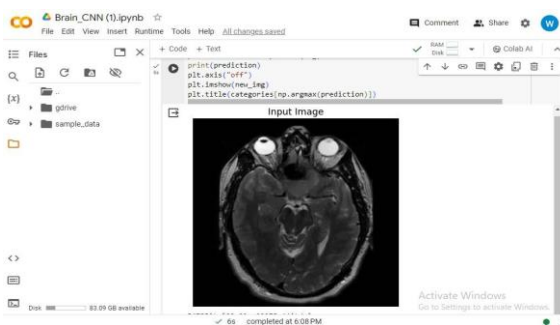 CO Brain_CNN (1).ipynb
Comment Share W
File Edit View Insert Runtime Tools Help All changes saved
Files + Code + Text RAM Disk Colab AI
print(prediction)
plt.axis("off")
plt.imshow(new_img)
plt.title(categories[np.argmax(prediction)])
..
gdrive
sample_data
{x}
6s
Input Image
Activate Windows
Go to Settings to activate Windows.
Disk 83.09 GB available
6s completed at 6:08 PM